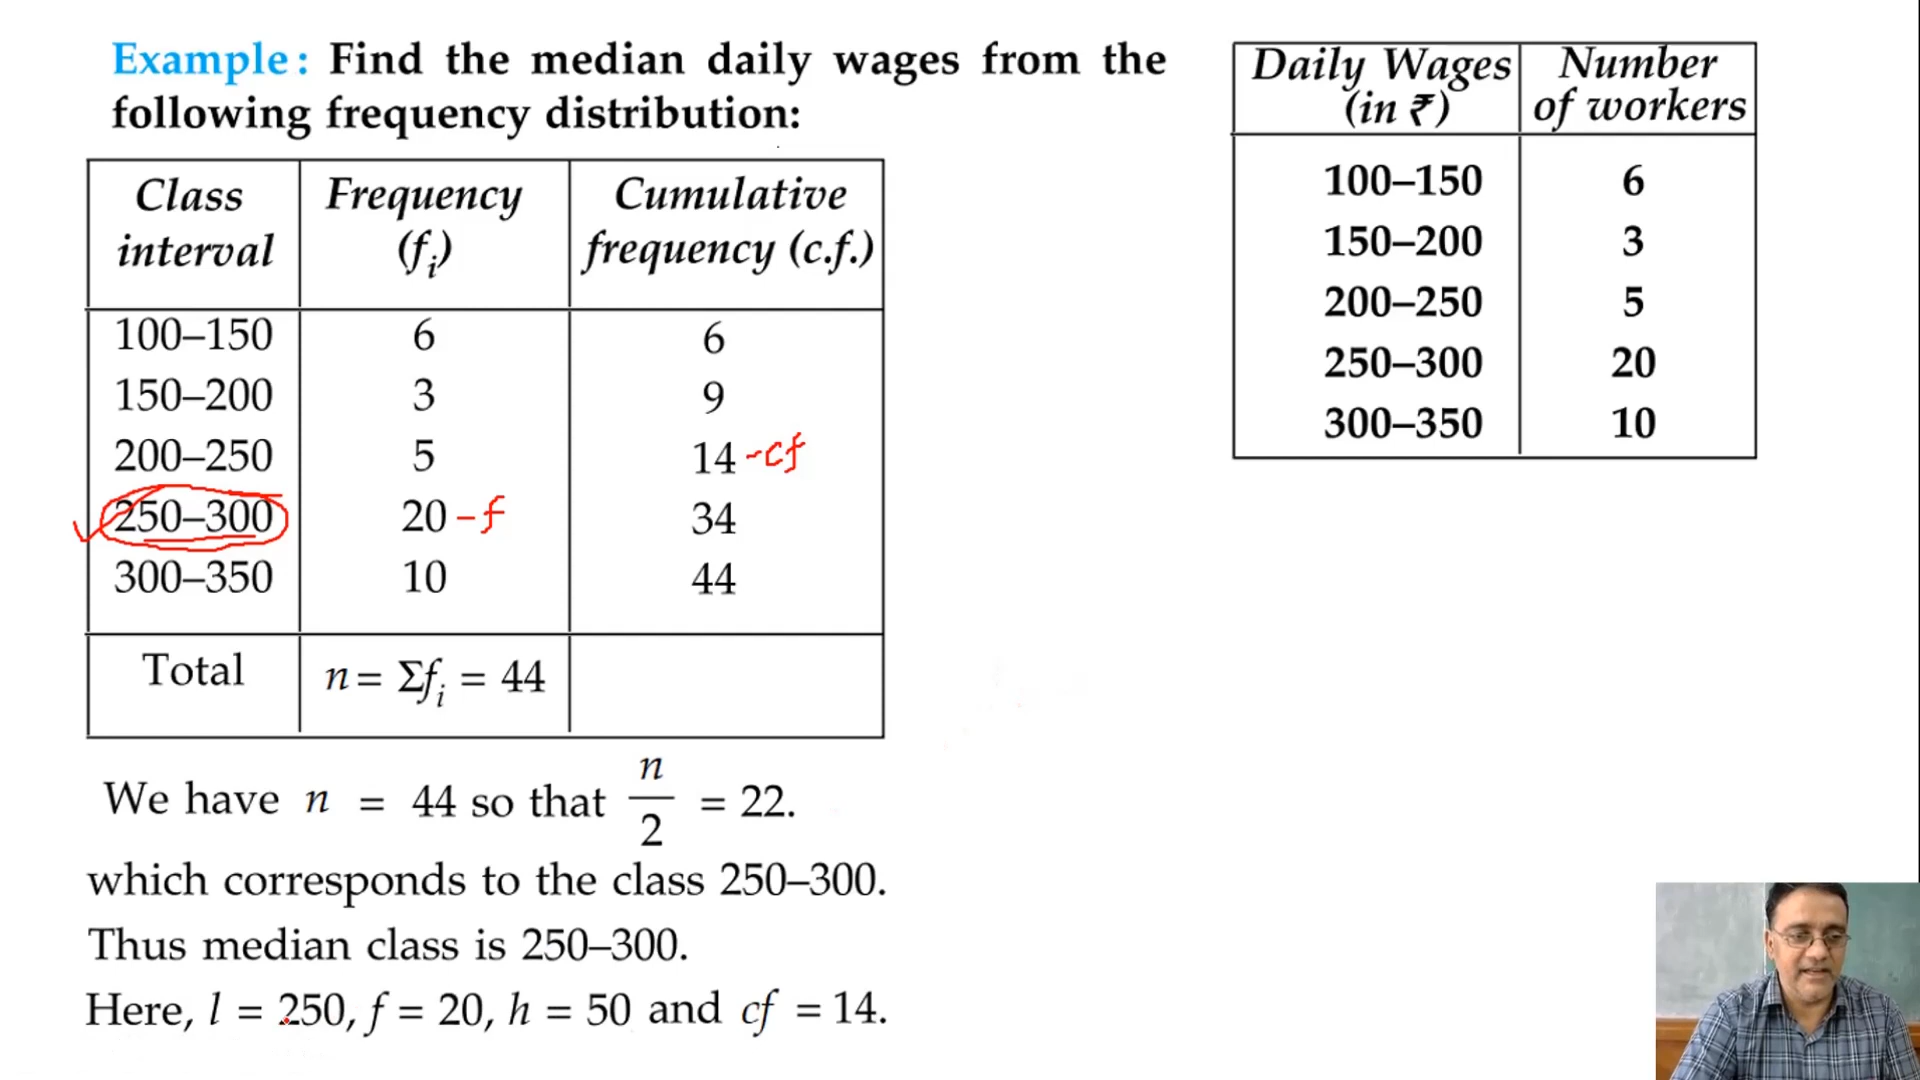 Example: Find the median daily wages from the
following frequency distribution:
Class interval | Frequency (fi) | Cumulative frequency (c.f.)
100–150 | 6 | 6
150–200 | 3 | 9
200–250 | 5 | 14 -cf
250–300 | 20 -f | 34
300–350 | 10 | 44
Total | n = Σfi = 44
We have n = 44 so that n/2 = 22.
which corresponds to the class 250–300.
Thus median class is 250–300.
Here, l = 250, f = 20, h = 50 and cf = 14.
Daily Wages (in ₹) | Number of workers
100–150 | 6
150–200 | 3
200–250 | 5
250–300 | 20
300–350 | 10